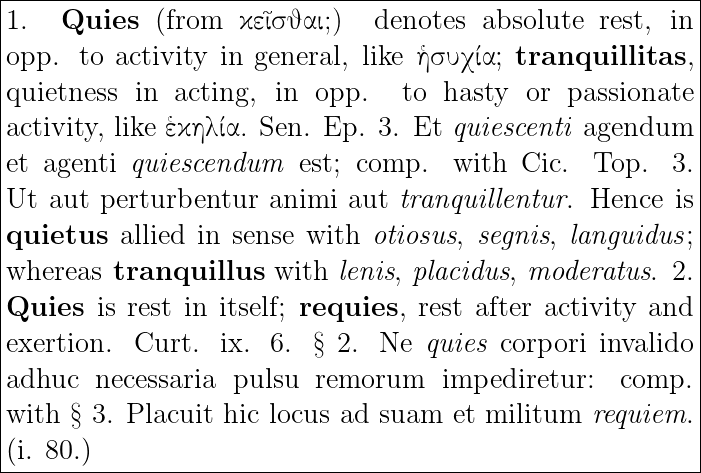 1. Quies (from κεῖσθαι;) denotes absolute rest, in
opp. to activity in general, like ἡσυχία; tranquillitas,
quietness in acting, in opp. to hasty or passionate
activity, like ἑκηλία. Sen. Ep. 3. Et quiescenti agendum
et agenti quiescendum est; comp. with Cic. Top. 3.
Ut aut perturbentur animi aut tranquillentur. Hence is
quietus allied in sense with otiosus, segnis, languidus;
whereas tranquillus with lenis, placidus, moderatus. 2.
Quies is rest in itself; requies, rest after activity and
exertion. Curt. ix. 6. § 2. Ne quies corpori invalido
adhuc necessaria pulsu remorum impediretur: comp.
with § 3. Placuit hic locus ad suam et militum requiem.
(i. 80.)